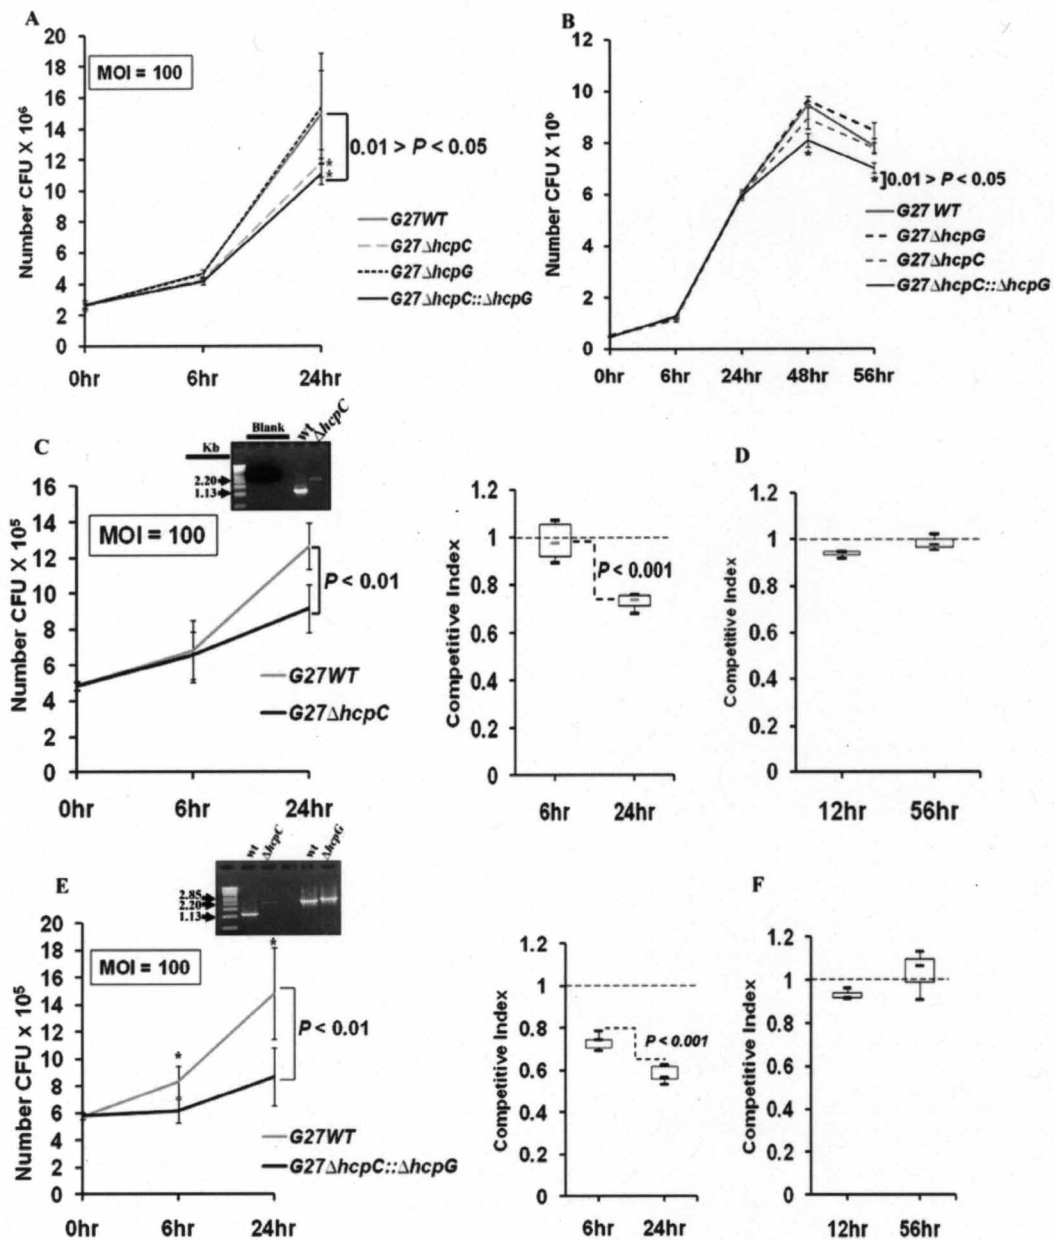 A
Number CFU X 10⁶
20
18
16
14
12
10
8
6
4
2
0
MOI = 100
0.01 > P < 0.05
*
*
G27WT
G27ΔhcpC
G27ΔhcpG
G27ΔhcpC::ΔhcpG
0hr 6hr 24hr
B
Number CFU X 10⁶
12
10
8
6
4
2
0
*
*
0.01 > P < 0.05
G27 WT
G27ΔhcpG
G27ΔhcpC
G27ΔhcpC::ΔhcpG
0hr 6hr 24hr 48hr 56hr
C
Kb
Blank
wt
ΔhcpC
2.20
1.13
Number CFU X 10⁵
16
14
12
10
8
6
4
2
0
MOI = 100
P < 0.01
G27WT
G27ΔhcpC
0hr 6hr 24hr
Competitive Index
1.2
1
0.8
0.6
0.4
0.2
0
P < 0.001
6hr 24hr
D
Competitive Index
1.2
1
0.8
0.6
0.4
0.2
0
12hr 56hr
E
wt
ΔhcpC
wt
ΔhcpG
2.85
2.20
1.13
Number CFU X 10⁵
20
18
16
14
12
10
8
6
4
2
0
MOI = 100
*
*
P < 0.01
G27WT
G27ΔhcpC::ΔhcpG
0hr 6hr 24hr
Competitive Index
1.2
1
0.8
0.6
0.4
0.2
0
P < 0.001
6hr 24hr
F
Competitive Index
1.2
1
0.8
0.6
0.4
0.2
0
12hr 56hr